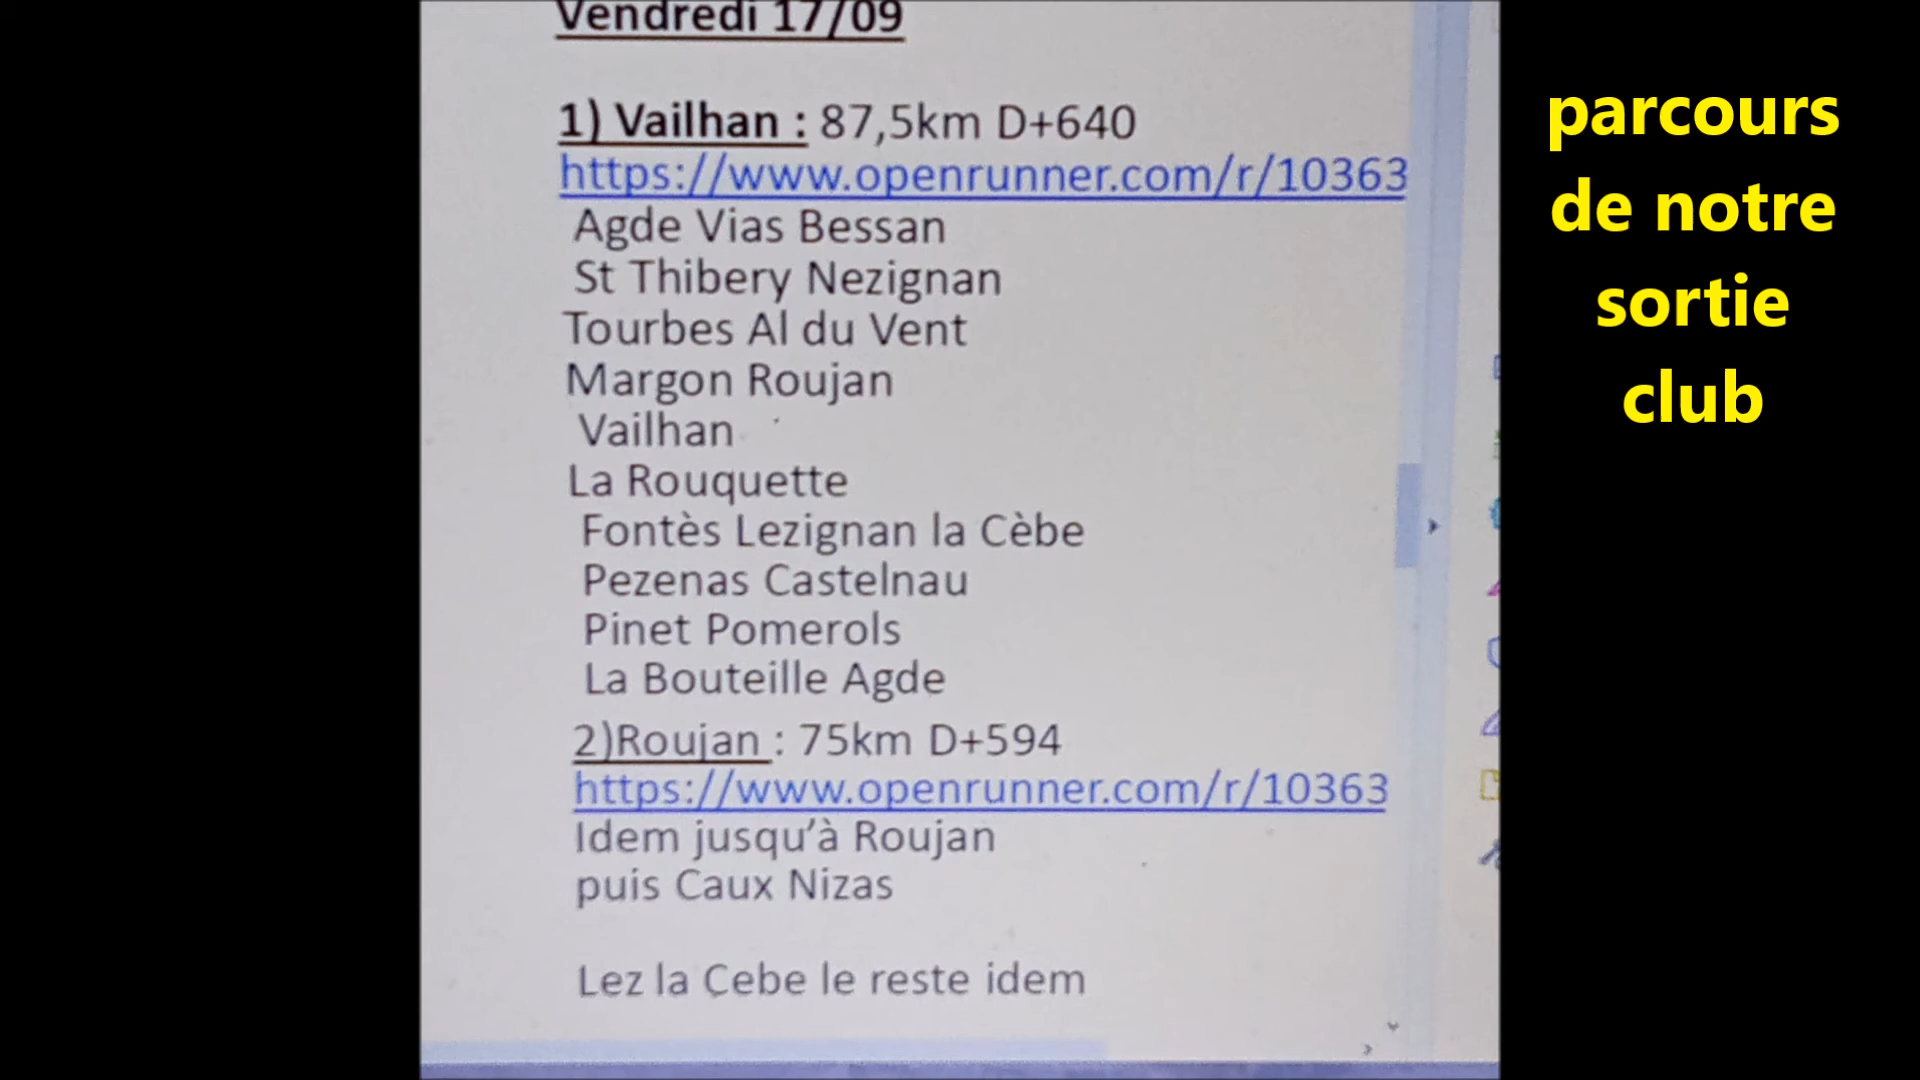 Vendredi 17/09
1) Vailhan : 87,5km D+640
https://www.openrunner.com/r/10363
Agde Vias Bessan
St Thibery Nezignan
Tourbes Al du Vent
Margon Roujan
Vailhan
La Rouquette
Fontès Lezignan la Cèbe
Pezenas Castelnau
Pinet Pomerols
La Bouteille Agde
2)Roujan : 75km D+594
https://www.openrunner.com/r/10363
Idem jusqu’à Roujan
puis Caux Nizas
Lez la Cebe le reste idem
parcours
de notre
sortie
club